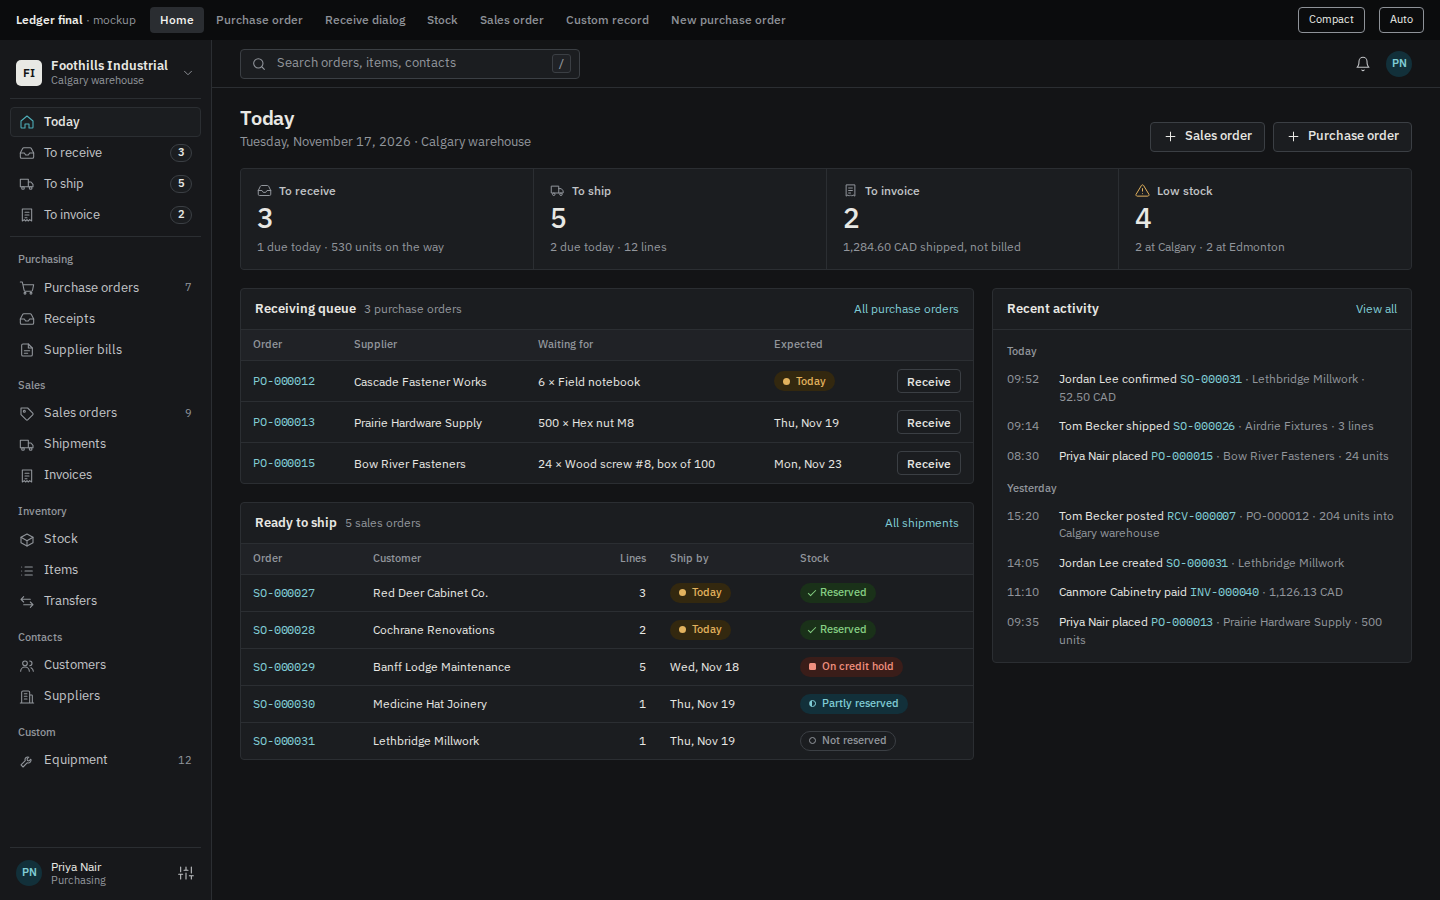 Ledger final · mockup
Home
Purchase order
Receive dialog
Stock
Sales order
Custom record
New purchase order
Compact
Auto
FI
Foothills Industrial
Calgary warehouse
Search orders, items, contacts
/
PN
Today
To receive 3
To ship 5
To invoice 2
Purchasing
Purchase orders 7
Receipts
Supplier bills
Sales
Sales orders 9
Shipments
Invoices
Inventory
Stock
Items
Transfers
Contacts
Customers
Suppliers
Custom
Equipment 12
PN
Priya Nair
Purchasing
Today
Tuesday, November 17, 2026 · Calgary warehouse
Sales order
Purchase order
To receive
3
1 due today · 530 units on the way
To ship
5
2 due today · 12 lines
To invoice
2
1,284.60 CAD shipped, not billed
Low stock
4
2 at Calgary · 2 at Edmonton
Receiving queue 3 purchase orders All purchase orders
Order Supplier Waiting for Expected
PO-000012 Cascade Fastener Works 6 × Field notebook Today Receive
PO-000013 Prairie Hardware Supply 500 × Hex nut M8 Thu, Nov 19 Receive
PO-000015 Bow River Fasteners 24 × Wood screw #8, box of 100 Mon, Nov 23 Receive
Ready to ship 5 sales orders All shipments
Order Customer Lines Ship by Stock
SO-000027 Red Deer Cabinet Co. 3 Today Reserved
SO-000028 Cochrane Renovations 2 Today Reserved
SO-000029 Banff Lodge Maintenance 5 Wed, Nov 18 On credit hold
SO-000030 Medicine Hat Joinery 1 Thu, Nov 19 Partly reserved
SO-000031 Lethbridge Millwork 1 Thu, Nov 19 Not reserved
Recent activity View all
Today
09:52 Jordan Lee confirmed SO-000031 · Lethbridge Millwork ·
52.50 CAD
09:14 Tom Becker shipped SO-000026 · Airdrie Fixtures · 3 lines
08:30 Priya Nair placed PO-000015 · Bow River Fasteners · 24 units
Yesterday
15:20 Tom Becker posted RCV-000007 · PO-000012 · 204 units into
Calgary warehouse
14:05 Jordan Lee created SO-000031 · Lethbridge Millwork
11:10 Canmore Cabinetry paid INV-000040 · 1,126.13 CAD
09:35 Priya Nair placed PO-000013 · Prairie Hardware Supply · 500
units